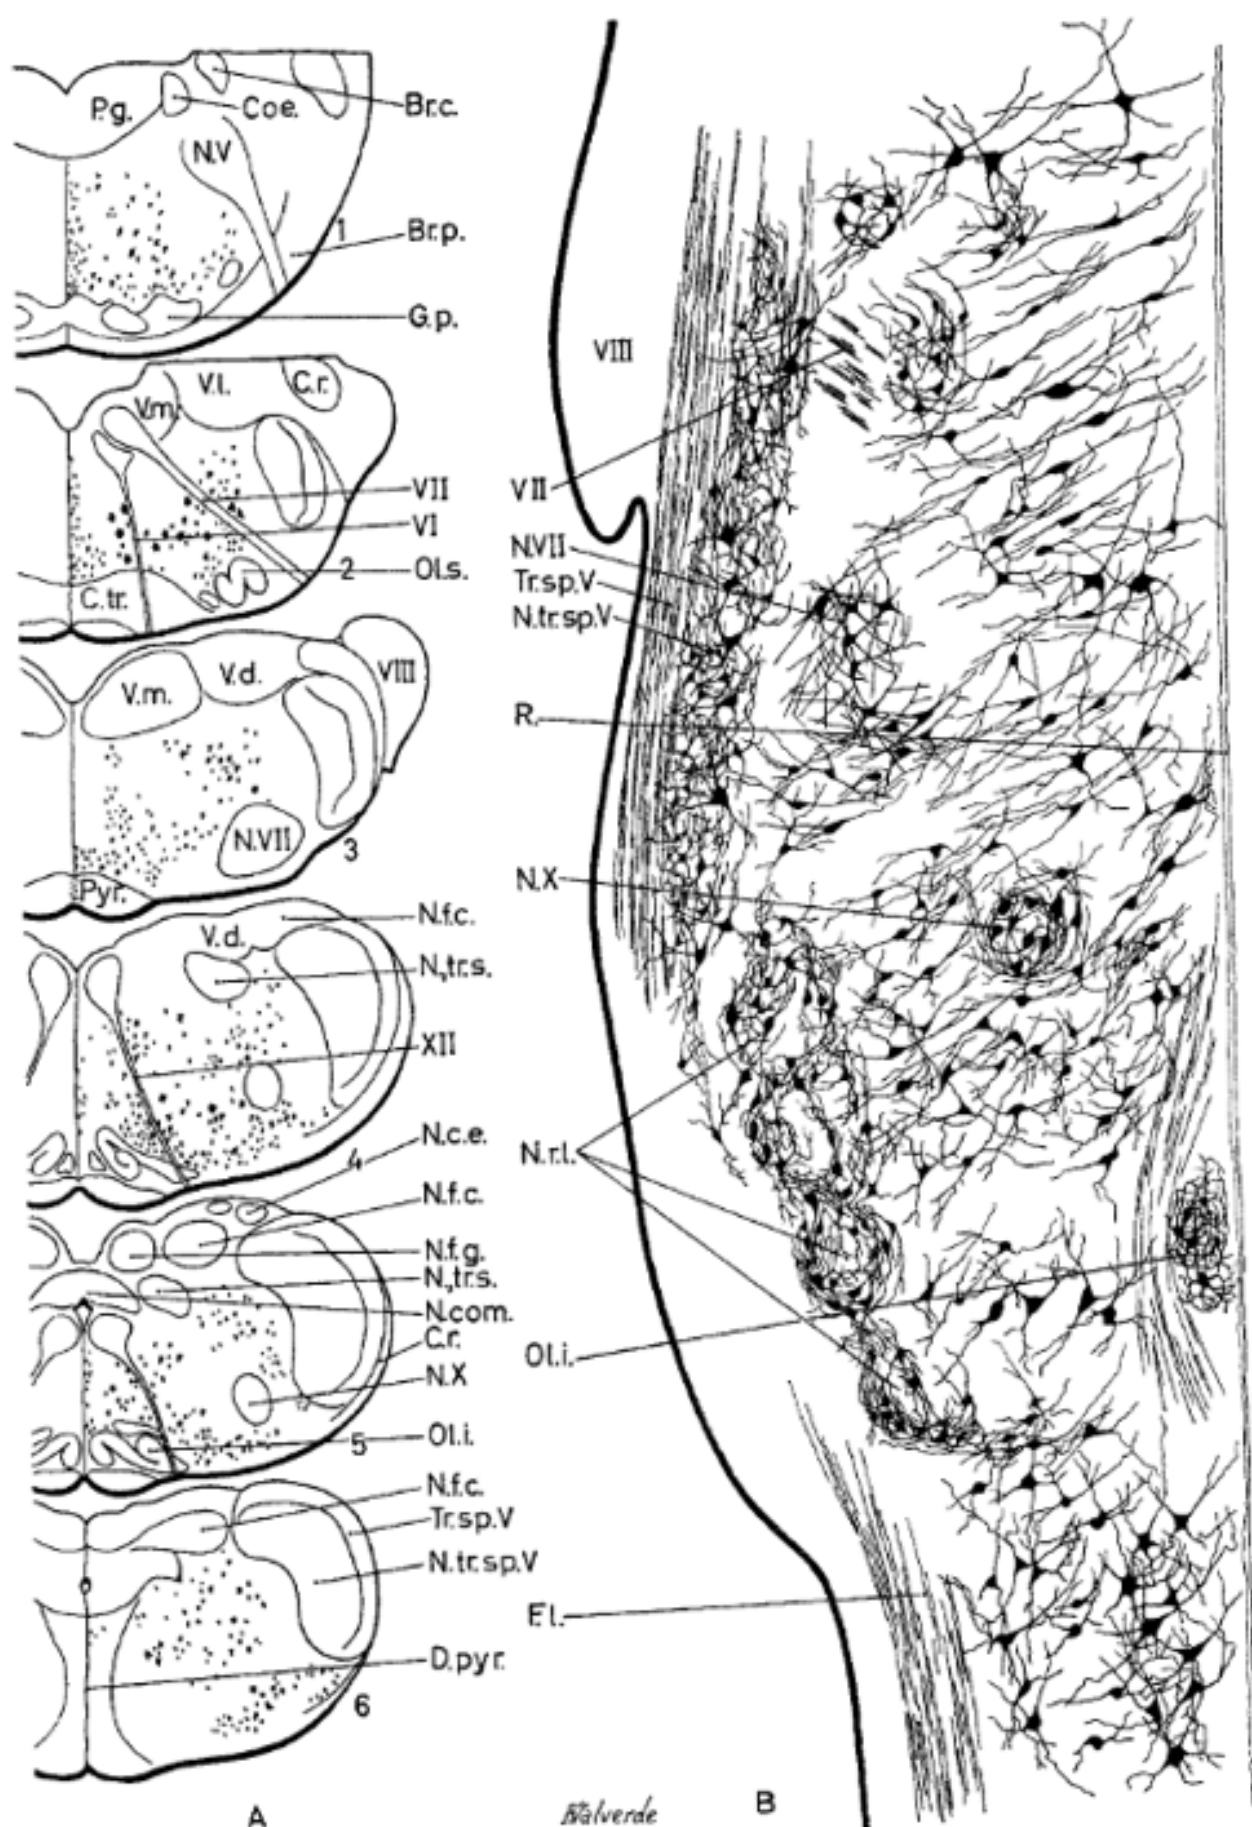 P.g.
Coe.
Br.c.
N.V
1
Br.p.
G.p.
V.m.
V.l.
C.r.
VII
VI
2
Ol.s.
C.tr.
V.m.
V.d.
VIII
N.VII
3
Pyr.
N.f.c.
V.d.
N.,tr.s.
XII
4
N.c.e.
N.f.c.
N.f.g.
N.,tr.s.
N.com.
C.r.
N.X
5
Ol.i.
N.f.c.
Tr.sp.V
N.tr.sp.V
D.pyr.
6
A
VIII
VII
N.VII
Tr.sp.V
N.tr.sp.V
R.
N.X
N.r.l.
Ol.i.
F.l.
Valverde
B